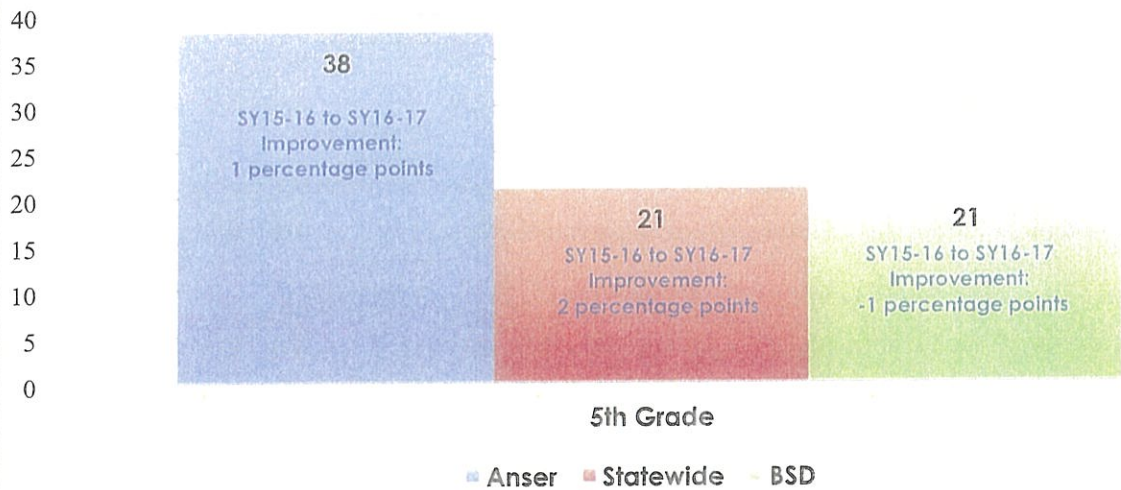 40
35
30
25
20
15
10
5
0
38
SY15-16 to SY16-17
Improvement:
1 percentage points
21
SY15-16 to SY16-17
Improvement:
2 percentage points
21
SY15-16 to SY16-17
Improvement:
-1 percentage points
5th Grade
Anser Statewide BSD